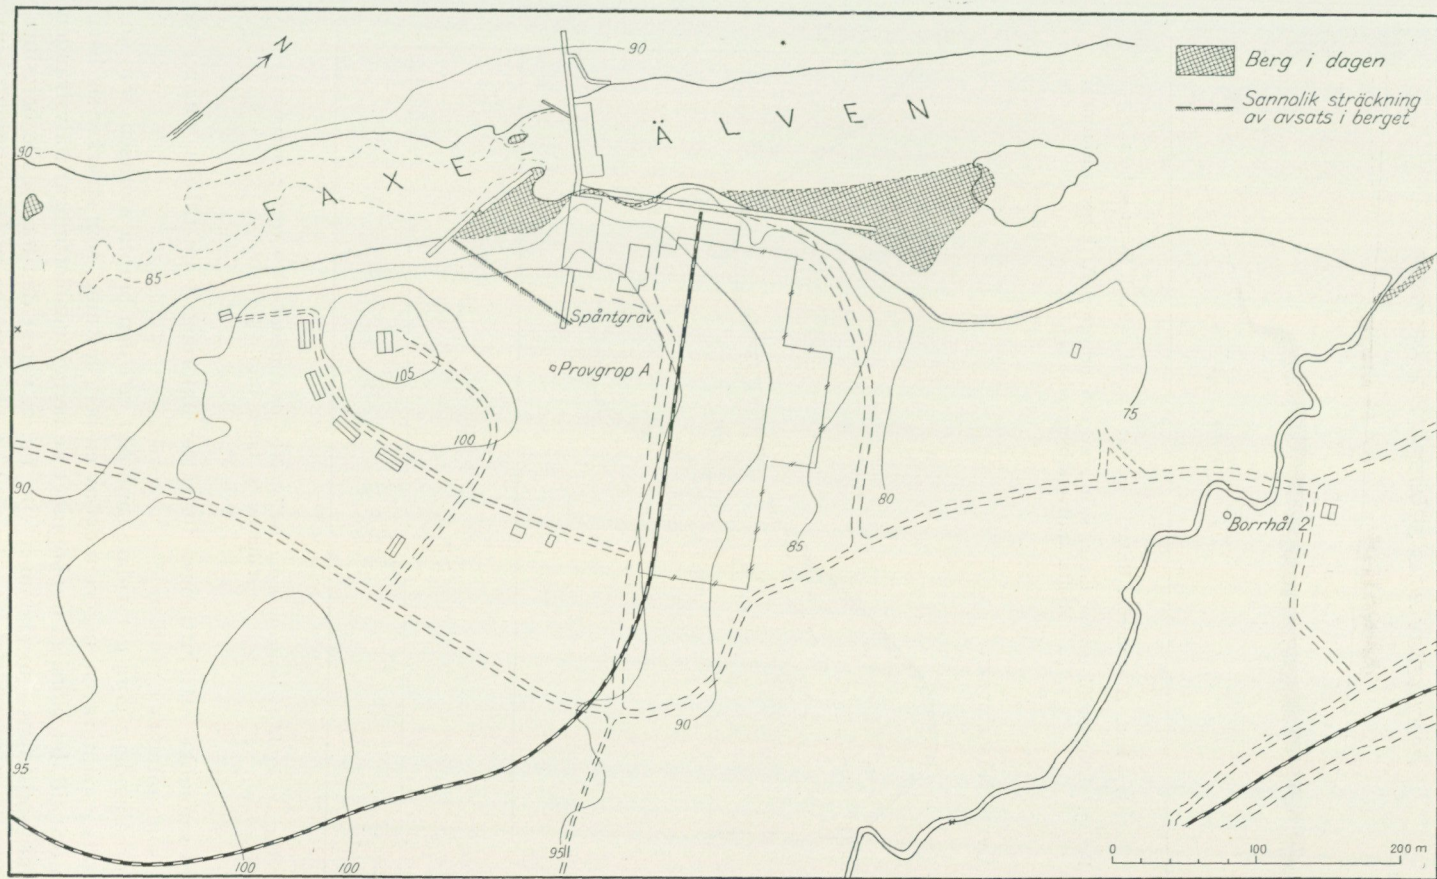 N
90
Berg i dagen
Sannolik sträckning
av avsats i berget
FAXE ÄLVEN
90
85
Spåntgrav
Provgrop A
105
100
75
90
80
Borrhål 2
85
90
95
95
100
100
0 100 200 m